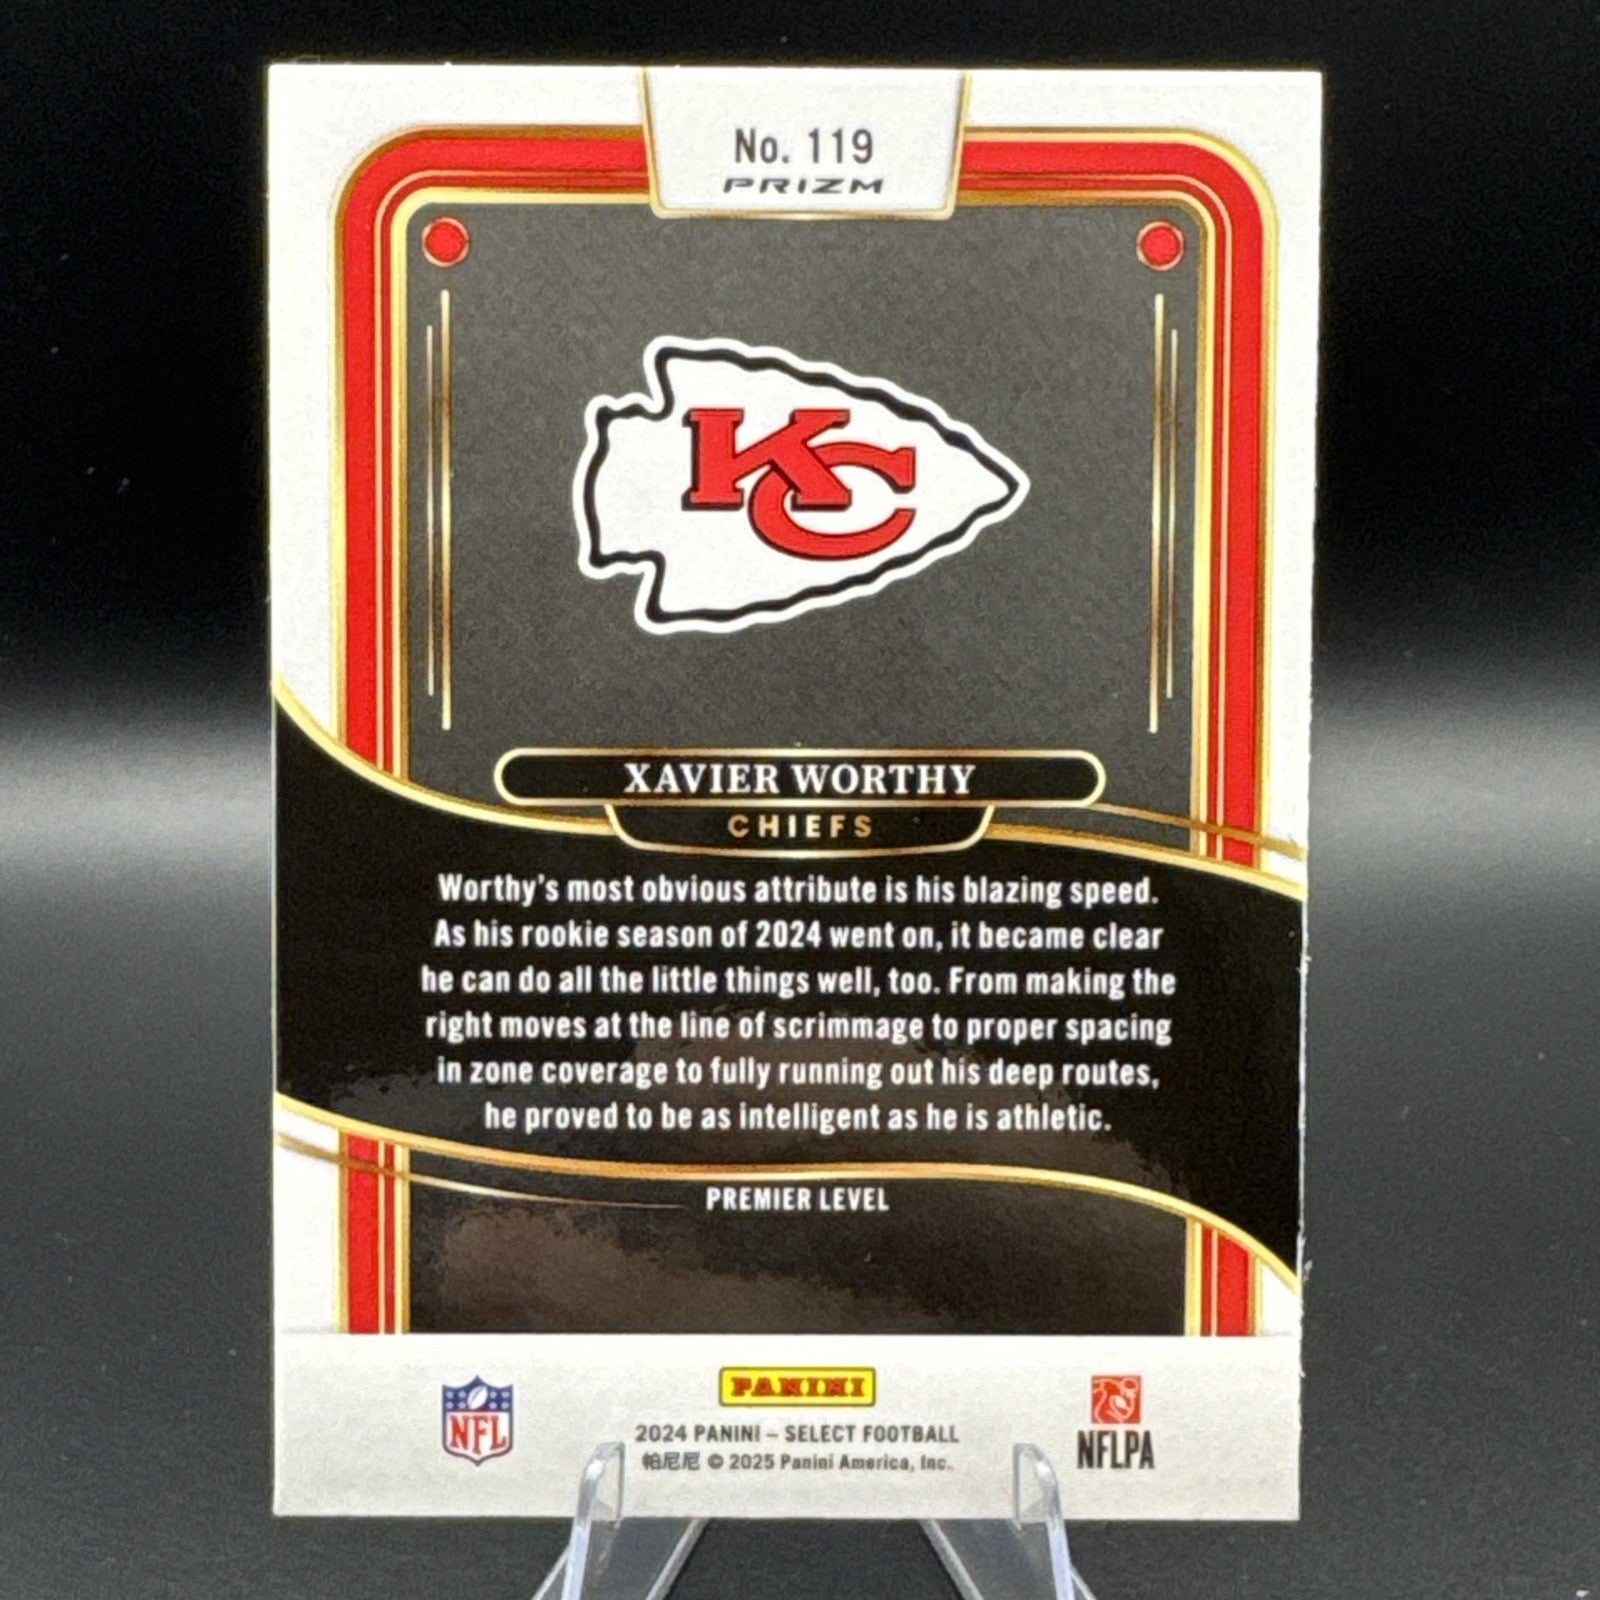 No. 119
PRIZM
KC
XAVIER WORTHY
CHIEFS
Worthy's most obvious attribute is his blazing speed.
As his rookie season of 2024 went on, it became clear
he can do all the little things well, too. From making the
right moves at the line of scrimmage to proper spacing
in zone coverage to fully running out his deep routes,
he proved to be as intelligent as he is athletic.
PREMIER LEVEL
NFL
PANINI
2024 PANINI – SELECT FOOTBALL
帕尼尼 © 2025 Panini America, Inc.
NFLPA